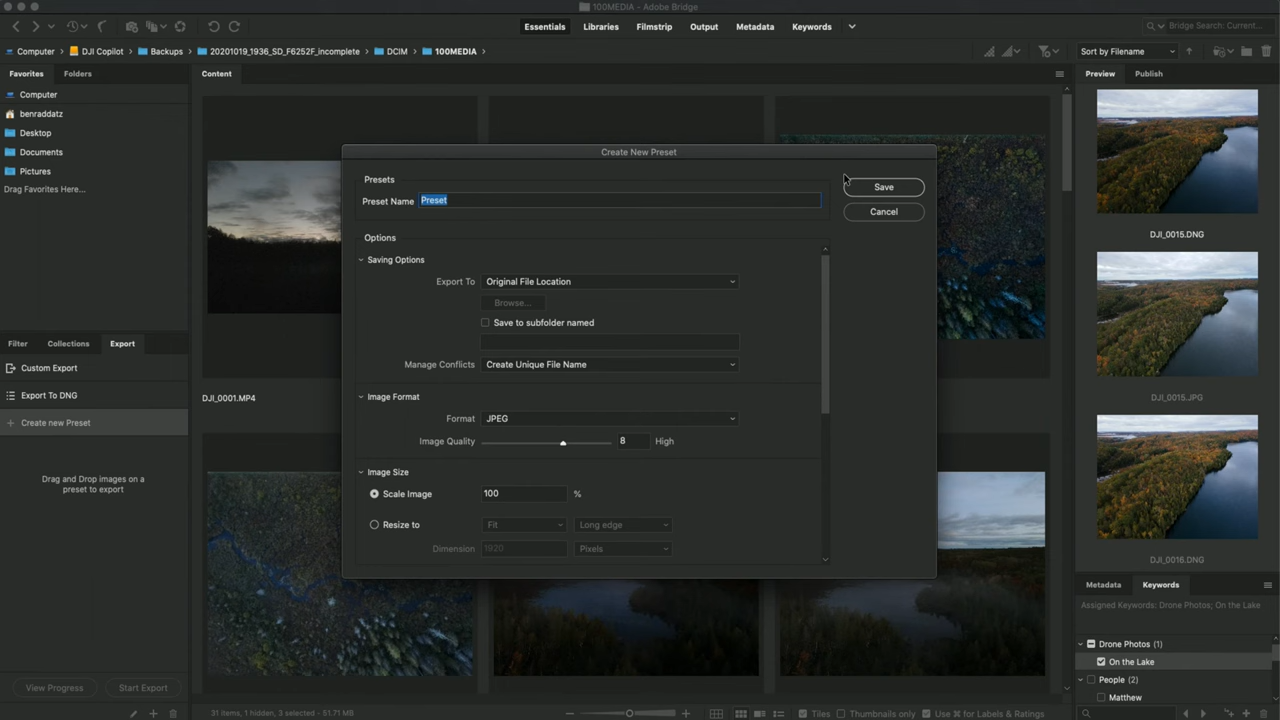 100MEDIA - Adobe Bridge
Essentials Libraries Filmstrip Output Metadata Keywords
Bridge Search: Current...
Computer DJI Copilot Backups 20201019_1936_SD_F6252F_incomplete DCIM 100MEDIA
Sort by Filename
Favorites Folders
Content
Preview Publish
Computer
benraddatz
Desktop
Documents
Pictures
Drag Favorites Here...
Create New Preset
Presets
Preset Name Preset
Save
Cancel
Options
Saving Options
Export To Original File Location
Browse...
Save to subfolder named
Manage Conflicts Create Unique File Name
Image Format
Format JPEG
Image Quality 8 High
Image Size
Scale Image 100 %
Resize to Fit Long edge
Dimension 1920 Pixels
Filter Collections Export
Custom Export
Export To DNG
Create new Preset
Drag and Drop images on a
preset to export
View Progress Start Export
DJI_0001.MP4
31 items, 1 hidden, 3 selected - 51.71 MB
Tiles Thumbnails only Use ⌘ for Labels & Ratings
DJI_0015.DNG
DJI_0015.JPG
DJI_0016.DNG
Metadata Keywords
Assigned Keywords: Drone Photos; On the Lake
Drone Photos (1)
On the Lake
People (2)
Matthew